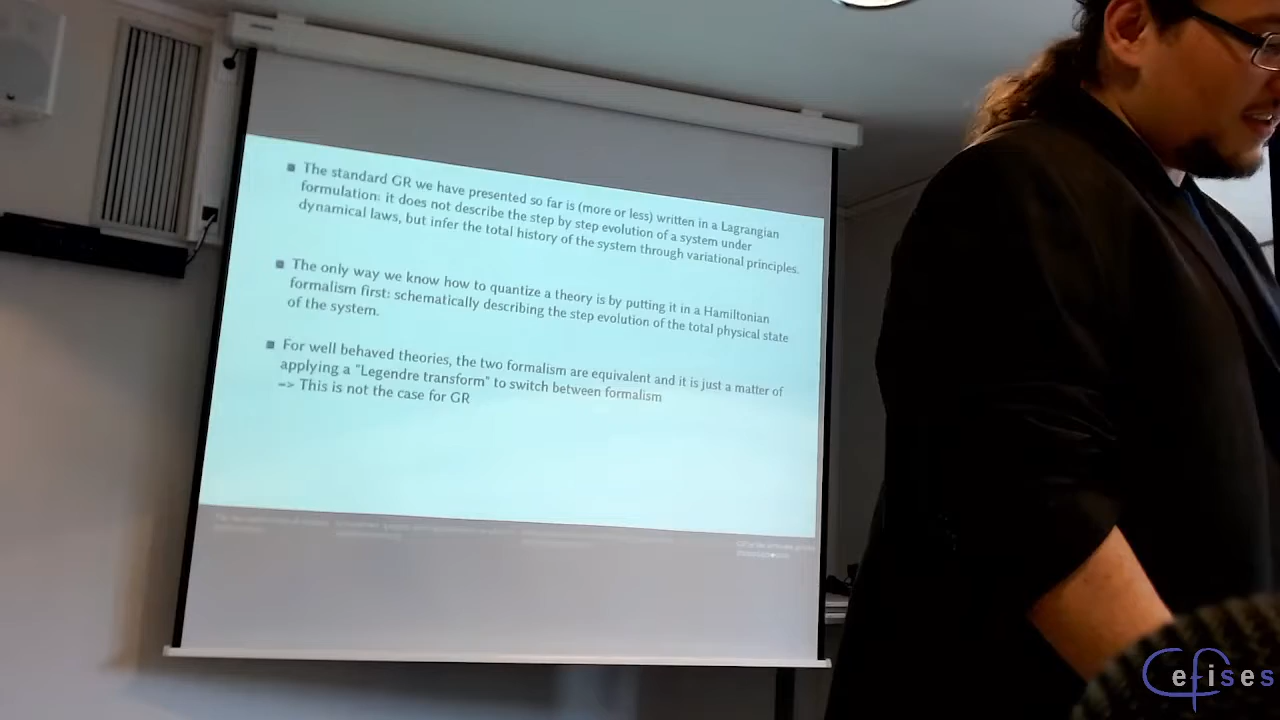 The standard GR we have presented so far is (more or less) written in a Lagrangian
formulation: it does not describe the step by step evolution of a system under
dynamical laws, but infer the total history of the system through variational principles.
The only way we know how to quantize a theory is by putting it in a Hamiltonian
formalism first: schematically describing the step evolution of the total physical state
of the system.
For well behaved theories, the two formalism are equivalent and it is just a matter of
applying a "Legendre transform" to switch between formalism
=> This is not the case for GR
Cefises